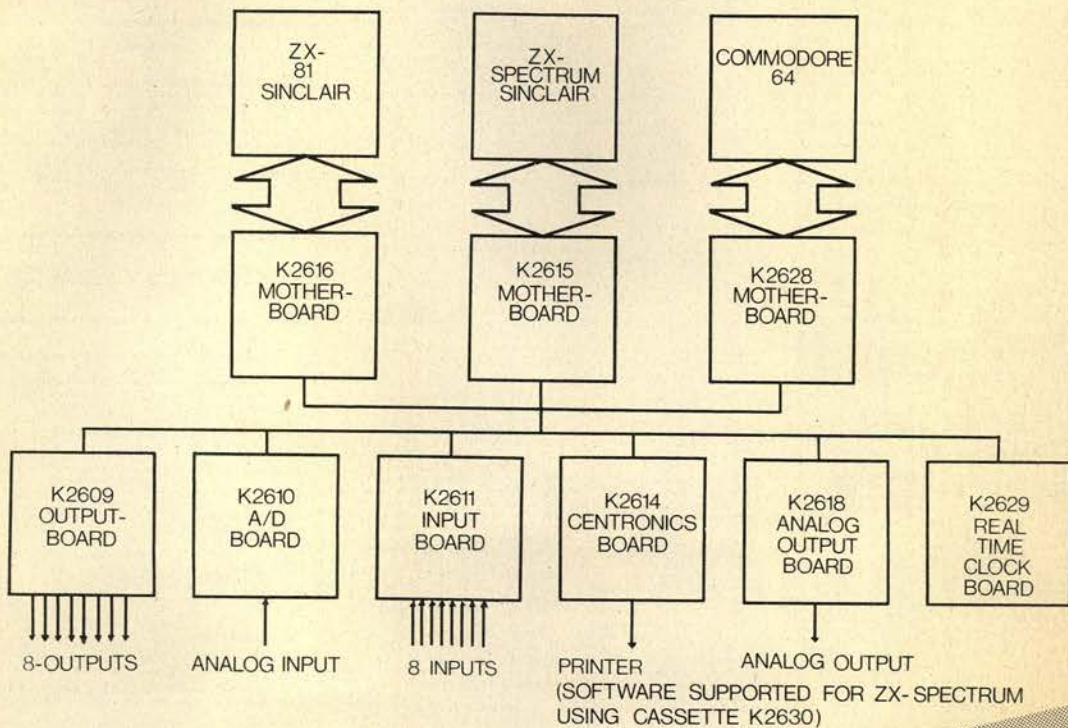 ZX-
81
SINCLAIR
ZX-
SPECTRUM
SINCLAIR
COMMODORE
64
K2616
MOTHER-
BOARD
K2615
MOTHER-
BOARD
K2628
MOTHER-
BOARD
K2609
OUTPUT-
BOARD
K2610
A/D
BOARD
K2611
INPUT
BOARD
K2614
CENTRONICS
BOARD
K2618
ANALOG
OUTPUT
BOARD
K2629
REAL
TIME
CLOCK
BOARD
8-OUTPUTS
ANALOG INPUT
8 INPUTS
PRINTER
(SOFTWARE SUPPORTED FOR ZX-SPECTRUM
USING CASSETTE K2630)
ANALOG OUTPUT